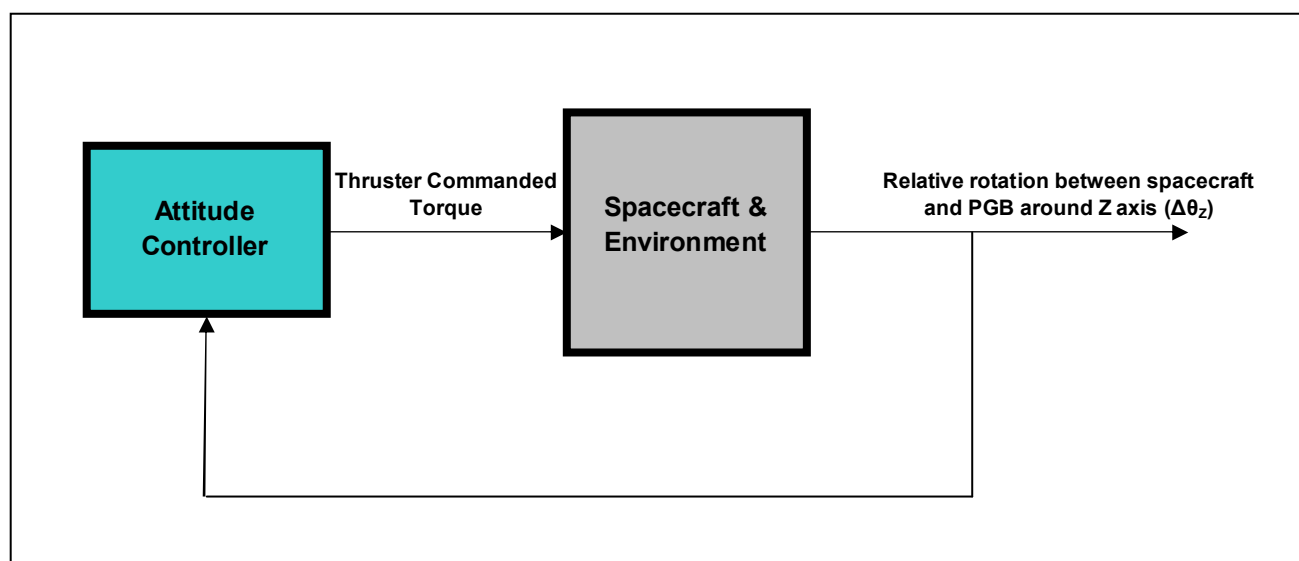 Attitude
Controller
Thruster Commanded
Torque
Spacecraft &
Environment
Relative rotation between spacecraft
and PGB around Z axis (Δθz)